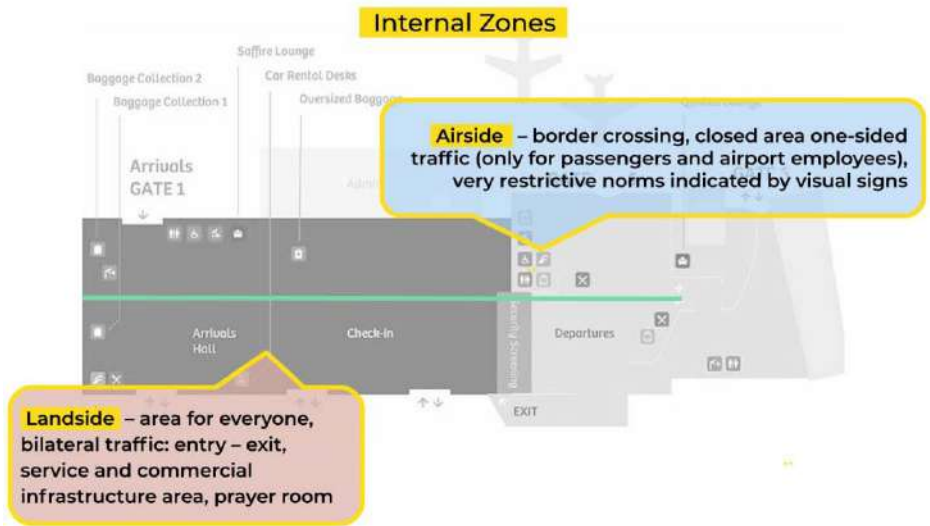 Internal Zones
Saffire Lounge
Baggage Collection 2
Car Rental Desks
Baggage Collection 1
Oversized Baggage
Airside – border crossing, closed area one-sided
traffic (only for passengers and airport employees),
very restrictive norms indicated by visual signs
Arrivals
GATE 1
Arrivals
Hall
Check-in
Security Screening
Departures
EXIT
Landside – area for everyone,
bilateral traffic: entry – exit,
service and commercial
infrastructure area, prayer room